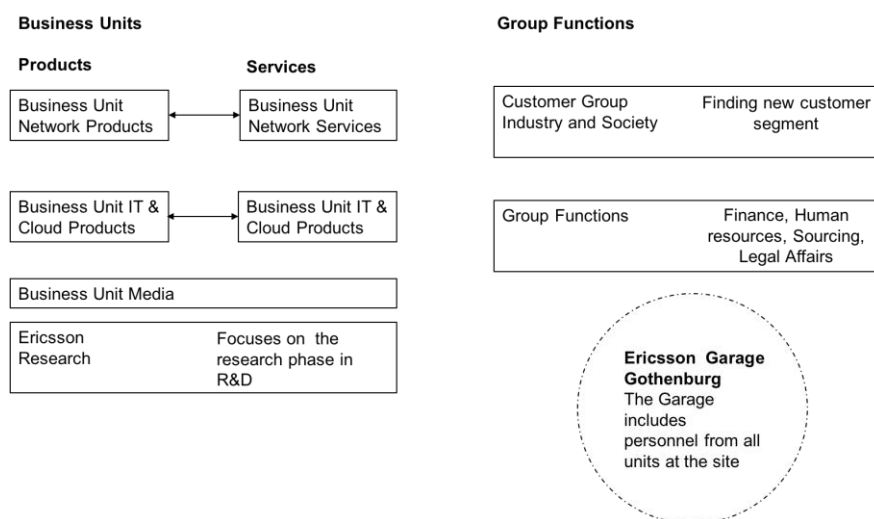 Business Units
Products
Services
Business Unit
Network Products
Business Unit
Network Services
Business Unit IT &
Cloud Products
Business Unit IT &
Cloud Products
Business Unit Media
Ericsson
Research
Focuses on the
research phase in
R&D
Group Functions
Customer Group
Industry and Society
Finding new customer
segment
Group Functions
Finance, Human
resources, Sourcing,
Legal Affairs
Ericsson Garage
Gothenburg
The Garage
includes
personnel from all
units at the site